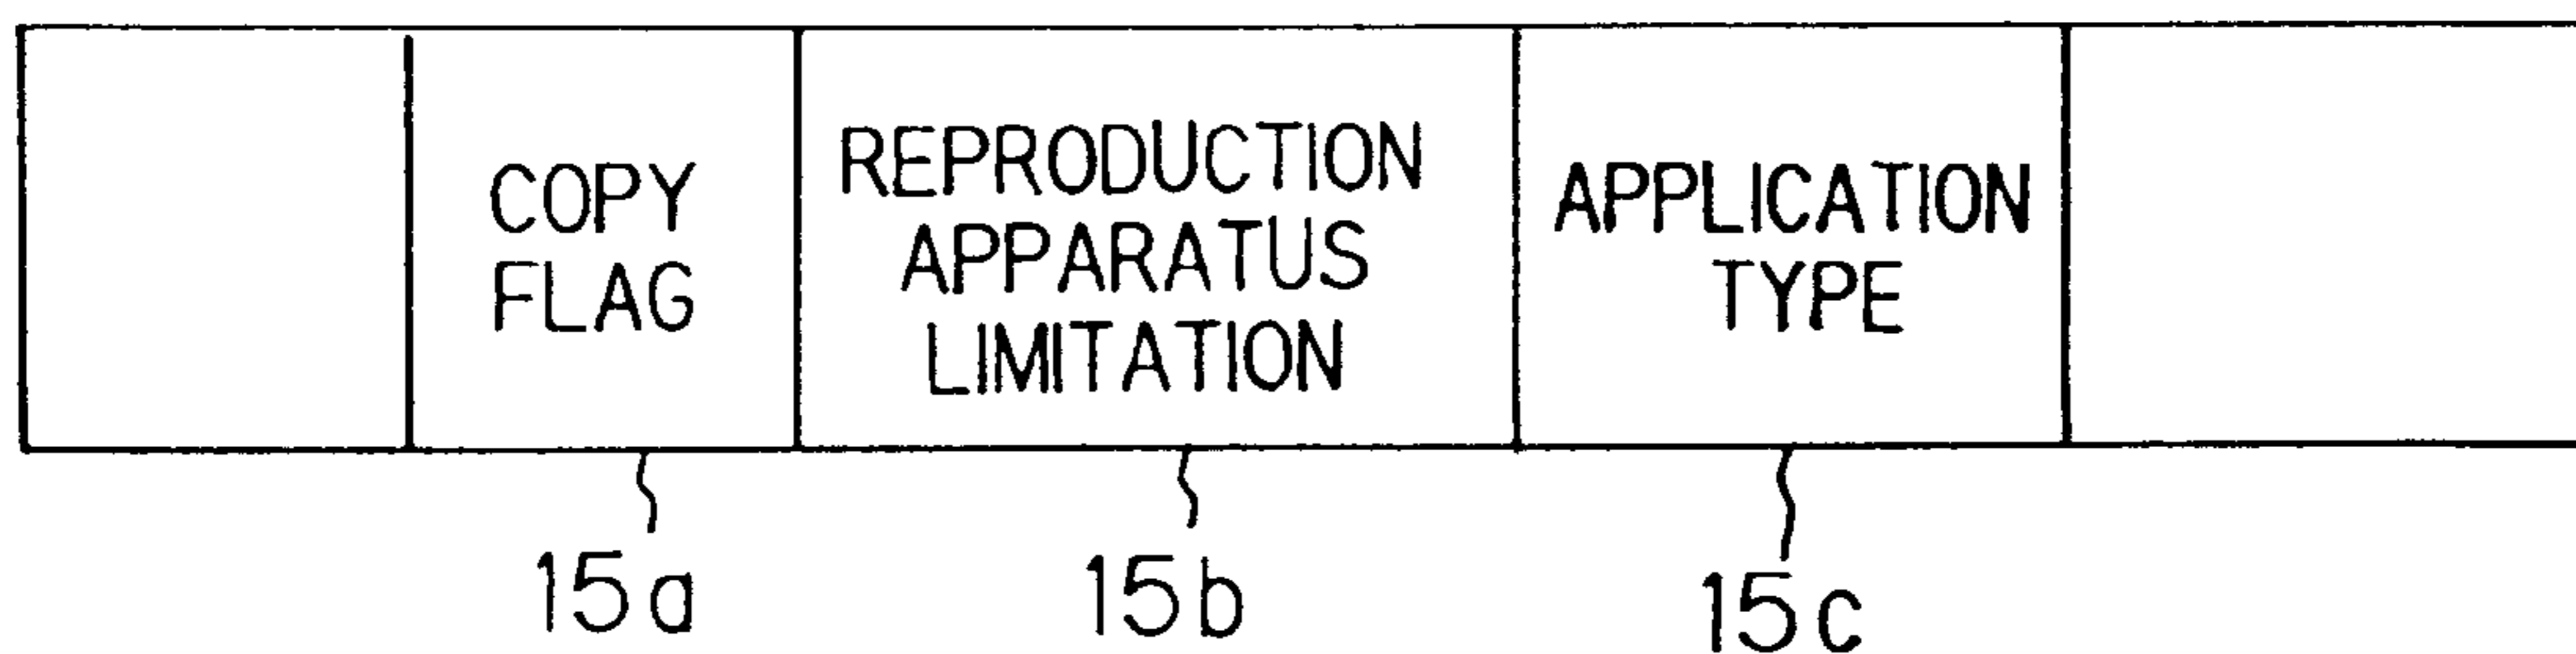 COPY
FLAG
REPRODUCTION
APPARATUS
LIMITATION
APPLICATION
TYPE
15a
15b
15c